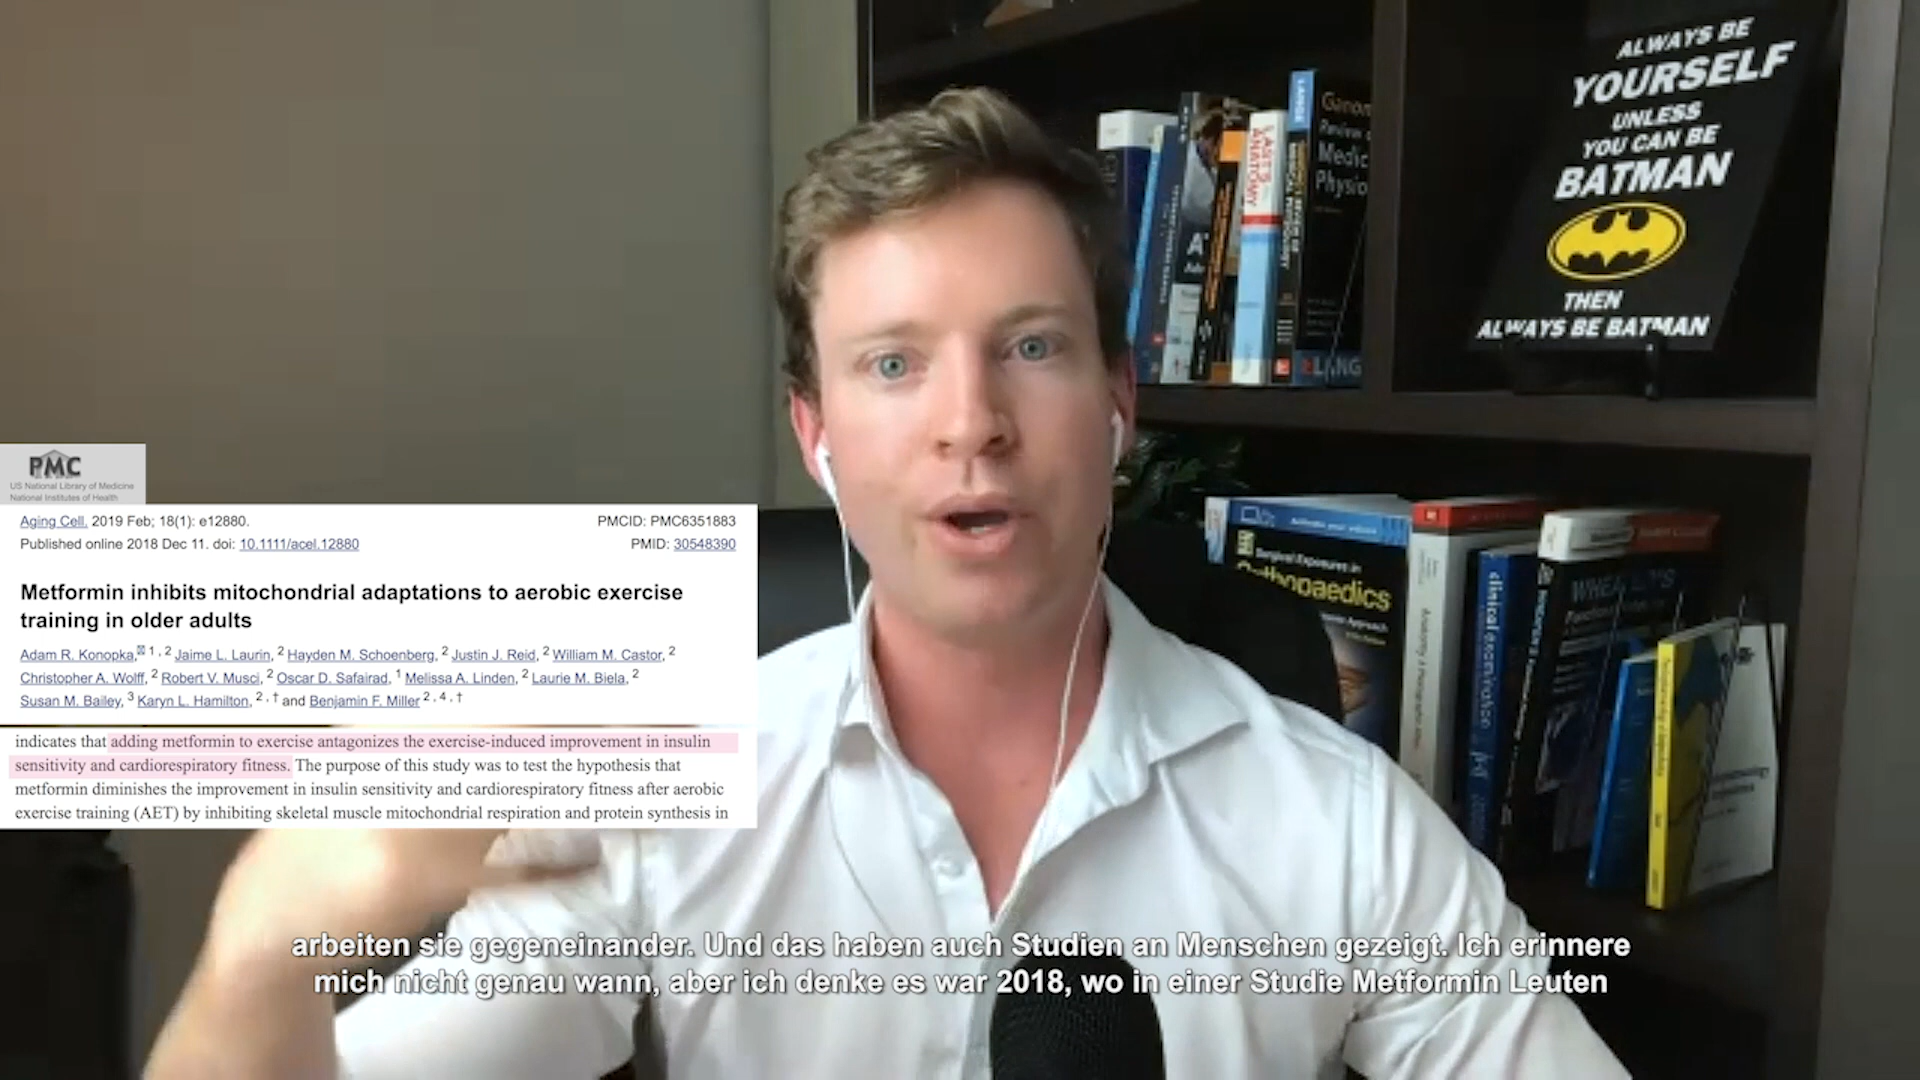 ALWAYS BE
YOURSELF
UNLESS
YOU CAN BE
BATMAN
THEN
ALWAYS BE BATMAN
Review
Medic
Physio
ANATOMY
LANG
PMC
US National Library of Medicine
National Institutes of Health
Aging Cell. 2019 Feb; 18(1): e12880.
PMCID: PMC6351883
Published online 2018 Dec 11. doi: 10.1111/acel.12880
PMID: 30548390
Metformin inhibits mitochondrial adaptations to aerobic exercise
training in older adults
Adam R. Konopka, 1 , 2 Jaime L. Laurin, 2 Hayden M. Schoenberg, 2 Justin J. Reid, 2 William M. Castor, 2
Christopher A. Wolff, 2 Robert V. Musci, 2 Oscar D. Safairad, 1 Melissa A. Linden, 2 Laurie M. Biela, 2
Susan M. Bailey, 3 Karyn L. Hamilton, 2 , † and Benjamin F. Miller 2 , 4 , †
indicates that adding metformin to exercise antagonizes the exercise-induced improvement in insulin
sensitivity and cardiorespiratory fitness. The purpose of this study was to test the hypothesis that
metformin diminishes the improvement in insulin sensitivity and cardiorespiratory fitness after aerobic
exercise training (AET) by inhibiting skeletal muscle mitochondrial respiration and protein synthesis in
Surgical Exposures in
Orthopaedics
arbeiten sie gegeneinander. Und das haben auch Studien an Menschen gezeigt. Ich erinnere
mich nicht genau wann, aber ich denke es war 2018, wo in einer Studie Metformin Leuten